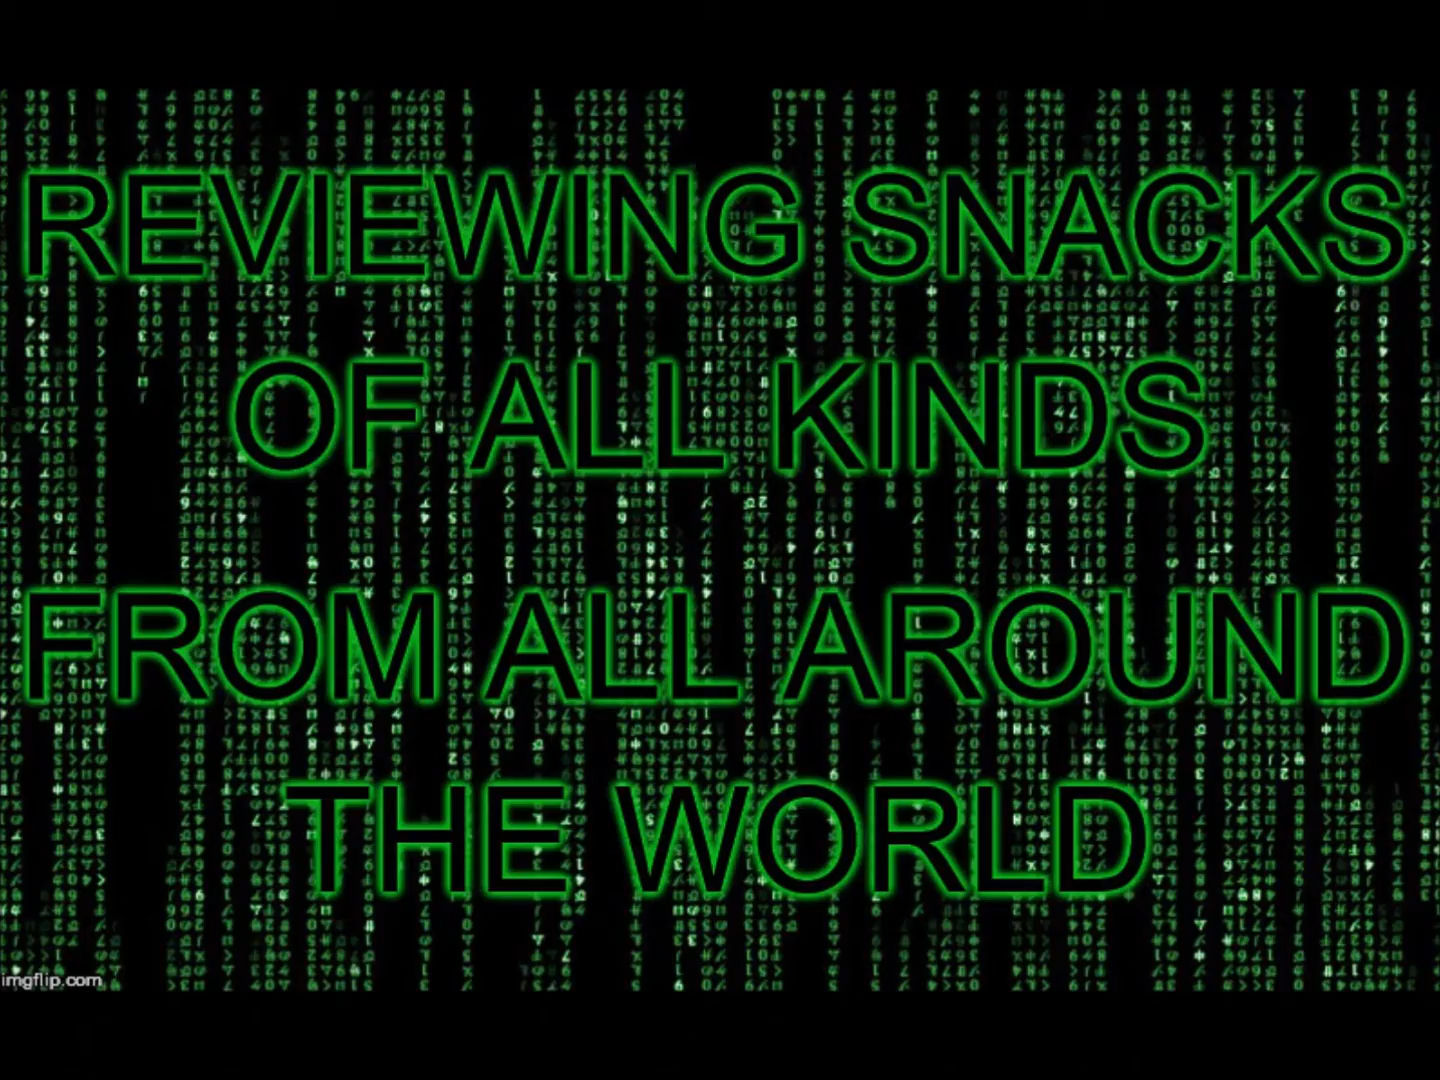 REVIEWING SNACKS
OF ALL KINDS
FROM ALL AROUND
THE WORLD
imgflip.com